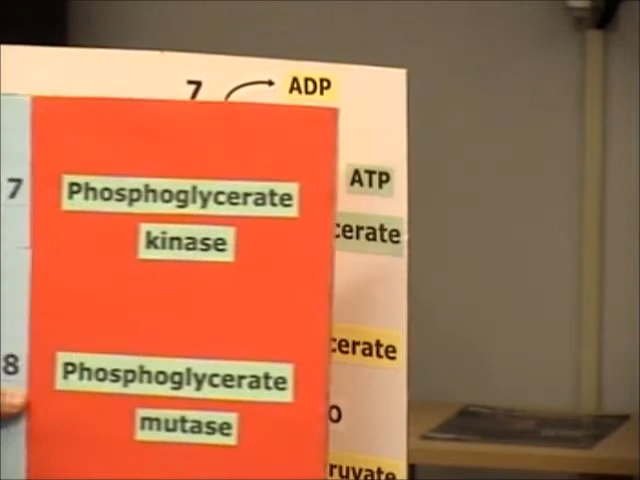 7 ADP
ATP
7 Phosphoglycerate
kinase
cerate
cerate
8 Phosphoglycerate
mutase
O
ruvate